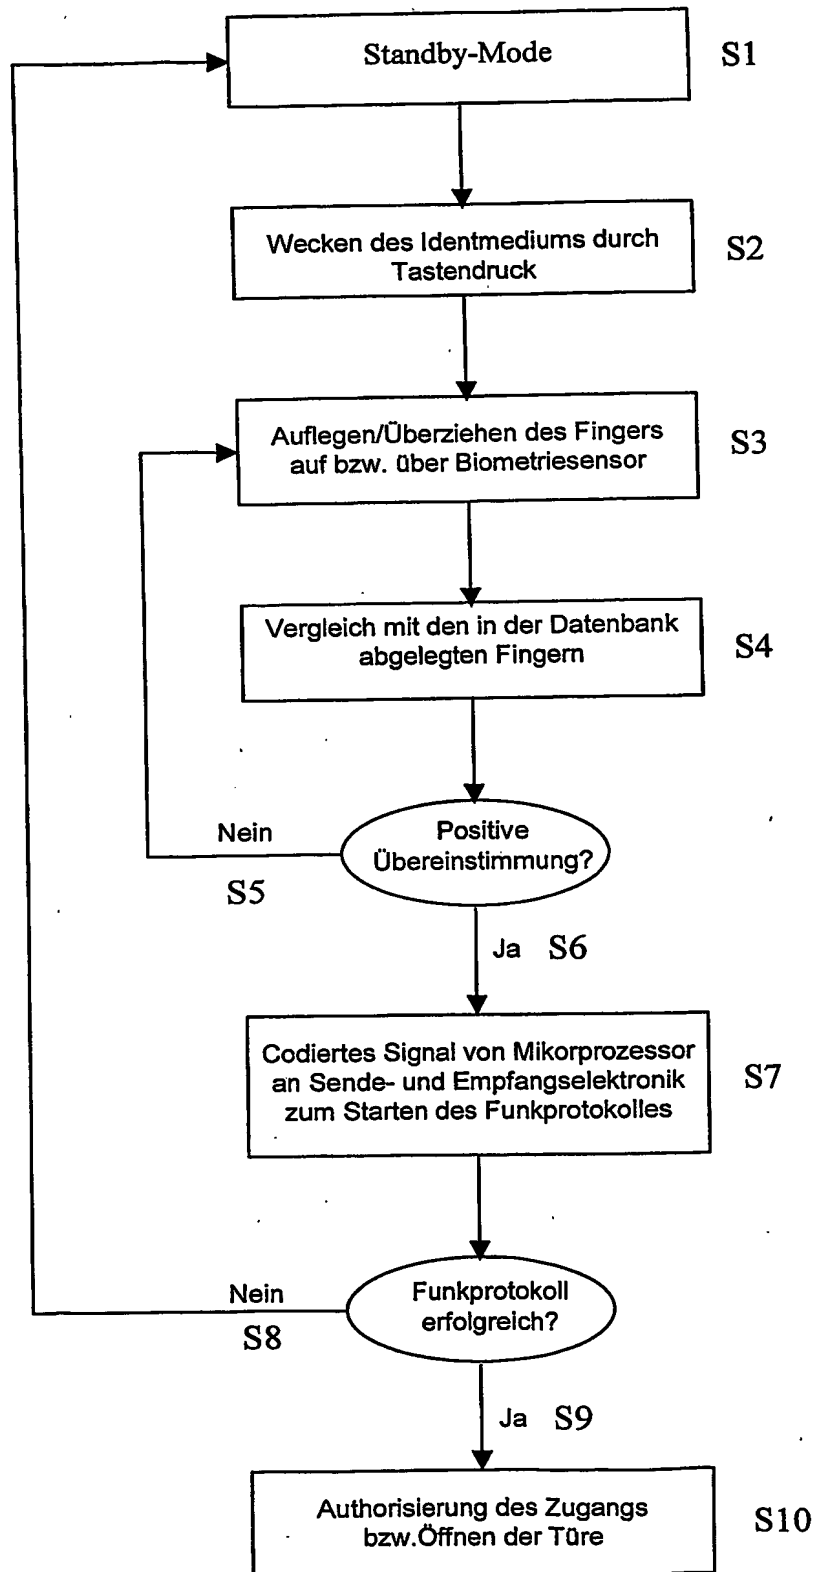 Standby-Mode
S1
Wecken des Identmediums durch
Tastendruck
S2
Auflegen/Überziehen des Fingers
auf bzw. über Biometriesensor
S3
Vergleich mit den in der Datenbank
abgelegten Fingern
S4
Positive
Übereinstimmung?
Nein
S5
Ja S6
Codiertes Signal von Mikorprozessor
an Sende- und Empfangselektronik
zum Starten des Funkprotokolles
S7
Funkprotokoll
erfolgreich?
Nein
S8
Ja S9
Authorisierung des Zugangs
bzw.Öffnen der Türe
S10